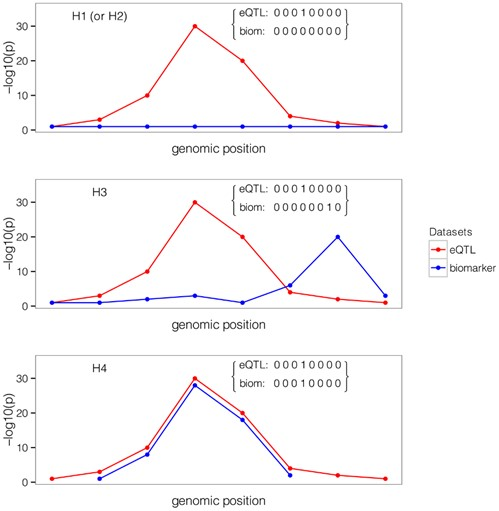 H1 (or H2)
eQTL: 0 0 0 1 0 0 0 0
biom: 0 0 0 0 0 0 0 0
30
20
10
0
−log10(p)
genomic position
H3
eQTL: 0 0 0 1 0 0 0 0
biom: 0 0 0 0 0 0 1 0
30
20
10
0
−log10(p)
genomic position
Datasets
eQTL
biomarker
H4
eQTL: 0 0 0 1 0 0 0 0
biom: 0 0 0 1 0 0 0 0
30
20
10
0
−log10(p)
genomic position